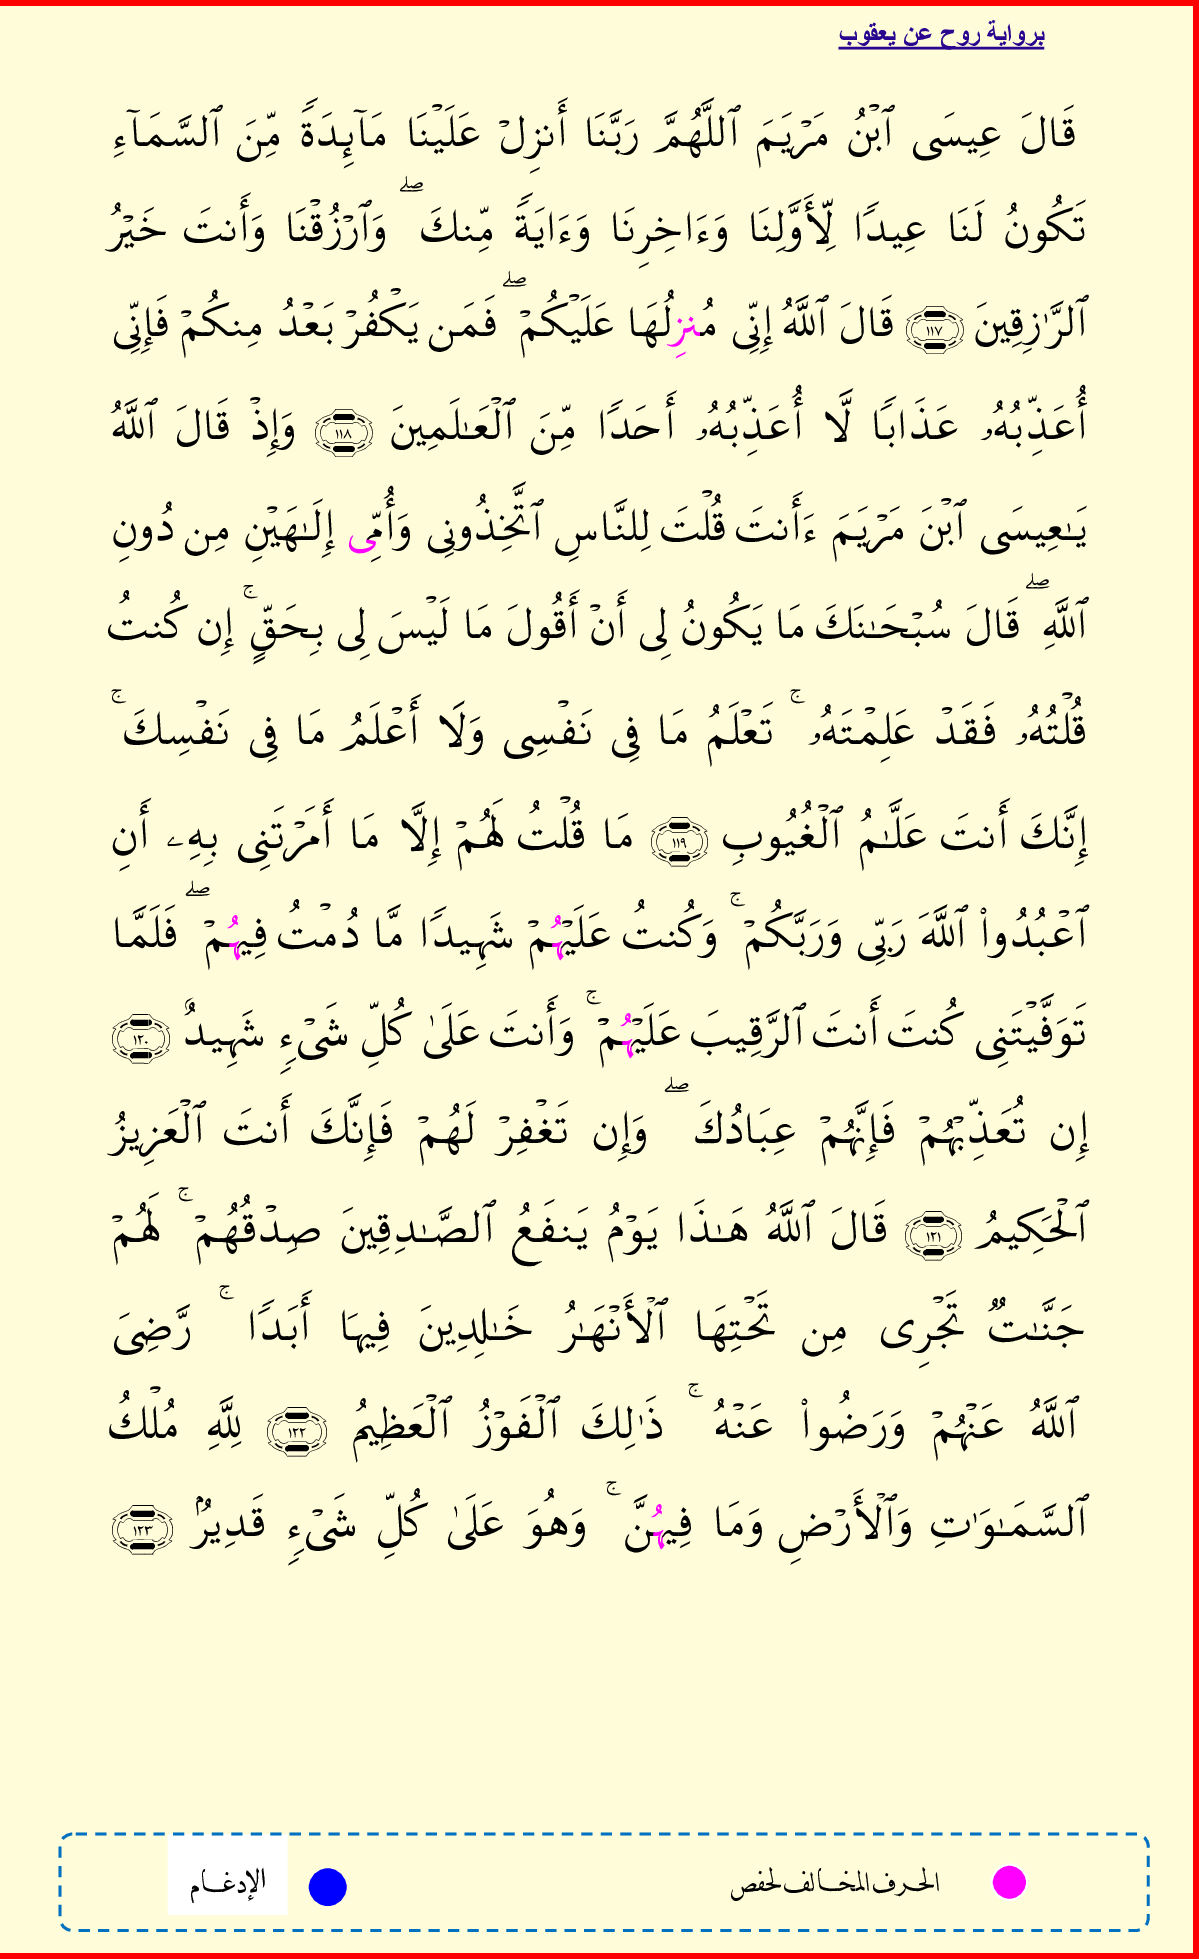 برواية روح عن يعقوب
قَالَ عِيسَى ٱبۡنُ مَرۡيَمَ ٱللَّهُمَّ رَبَّنَا أَنزِلۡ عَلَيۡنَا مَآئِدَةً مِّنَ ٱلسَّمَآءِ
تَكُونُ لَنَا عِيدًا لِّأَوَّلِنَا وَءَاخِرِنَا وَءَايَةً مِّنكَۖ وَٱرۡزُقۡنَا وَأَنتَ خَيۡرُ
ٱلرَّٰزِقِينَ ١١٧ قَالَ ٱللَّهُ إِنِّي مُنزِلُهَا عَلَيۡكُمۡۖ فَمَن يَكۡفُرۡ بَعۡدُ مِنكُمۡ فَإِنِّي
أُعَذِّبُهُۥ عَذَابًا لَّا أُعَذِّبُهُۥ أَحَدًا مِّنَ ٱلۡعَٰلَمِينَ ١١٨ وَإِذۡ قَالَ ٱللَّهُ
يَٰعِيسَى ٱبۡنَ مَرۡيَمَ ءَأَنتَ قُلۡتَ لِلنَّاسِ ٱتَّخِذُونِي وَأُمِّي إِلَٰهَيۡنِ مِن دُونِ
ٱللَّهِۖ قَالَ سُبۡحَٰنَكَ مَا يَكُونُ لِي أَنۡ أَقُولَ مَا لَيۡسَ لِي بِحَقٍّۚ إِن كُنتُ
قُلۡتُهُۥ فَقَدۡ عَلِمۡتَهُۥۚ تَعۡلَمُ مَا فِي نَفۡسِي وَلَا أَعۡلَمُ مَا فِي نَفۡسِكَۚ
إِنَّكَ أَنتَ عَلَّٰمُ ٱلۡغُيُوبِ ١١٩ مَا قُلۡتُ لَهُمۡ إِلَّا مَا أَمَرۡتَنِي بِهِۦ أَنِ
ٱعۡبُدُواْ ٱللَّهَ رَبِّي وَرَبَّكُمۡۚ وَكُنتُ عَلَيۡهُمۡ شَهِيدًا مَّا دُمۡتُ فِيهُمۡۖ فَلَمَّا
تَوَفَّيۡتَنِي كُنتَ أَنتَ ٱلرَّقِيبَ عَلَيۡهُمۡۚ وَأَنتَ عَلَىٰ كُلِّ شَيۡءٍ شَهِيدٌ ١٢٠
إِن تُعَذِّبۡهُمۡ فَإِنَّهُمۡ عِبَادُكَۖ وَإِن تَغۡفِرۡ لَهُمۡ فَإِنَّكَ أَنتَ ٱلۡعَزِيزُ
ٱلۡحَكِيمُ ١٢١ قَالَ ٱللَّهُ هَٰذَا يَوۡمُ يَنفَعُ ٱلصَّٰدِقِينَ صِدۡقُهُمۡۚ لَهُمۡ
جَنَّٰتٌ تَجۡرِي مِن تَحۡتِهَا ٱلۡأَنۡهَٰرُ خَٰلِدِينَ فِيهَا أَبَدًاۚ رَّضِيَ
ٱللَّهُ عَنۡهُمۡ وَرَضُواْ عَنۡهُۚ ذَٰلِكَ ٱلۡفَوۡزُ ٱلۡعَظِيمُ ١٢٢ لِلَّهِ مُلۡكُ
ٱلسَّمَٰوَٰتِ وَٱلۡأَرۡضِ وَمَا فِيهُنَّۚ وَهُوَ عَلَىٰ كُلِّ شَيۡءٍ قَدِيرُۢ ١٢٣
الحرف المخالف لحفص الإدغام